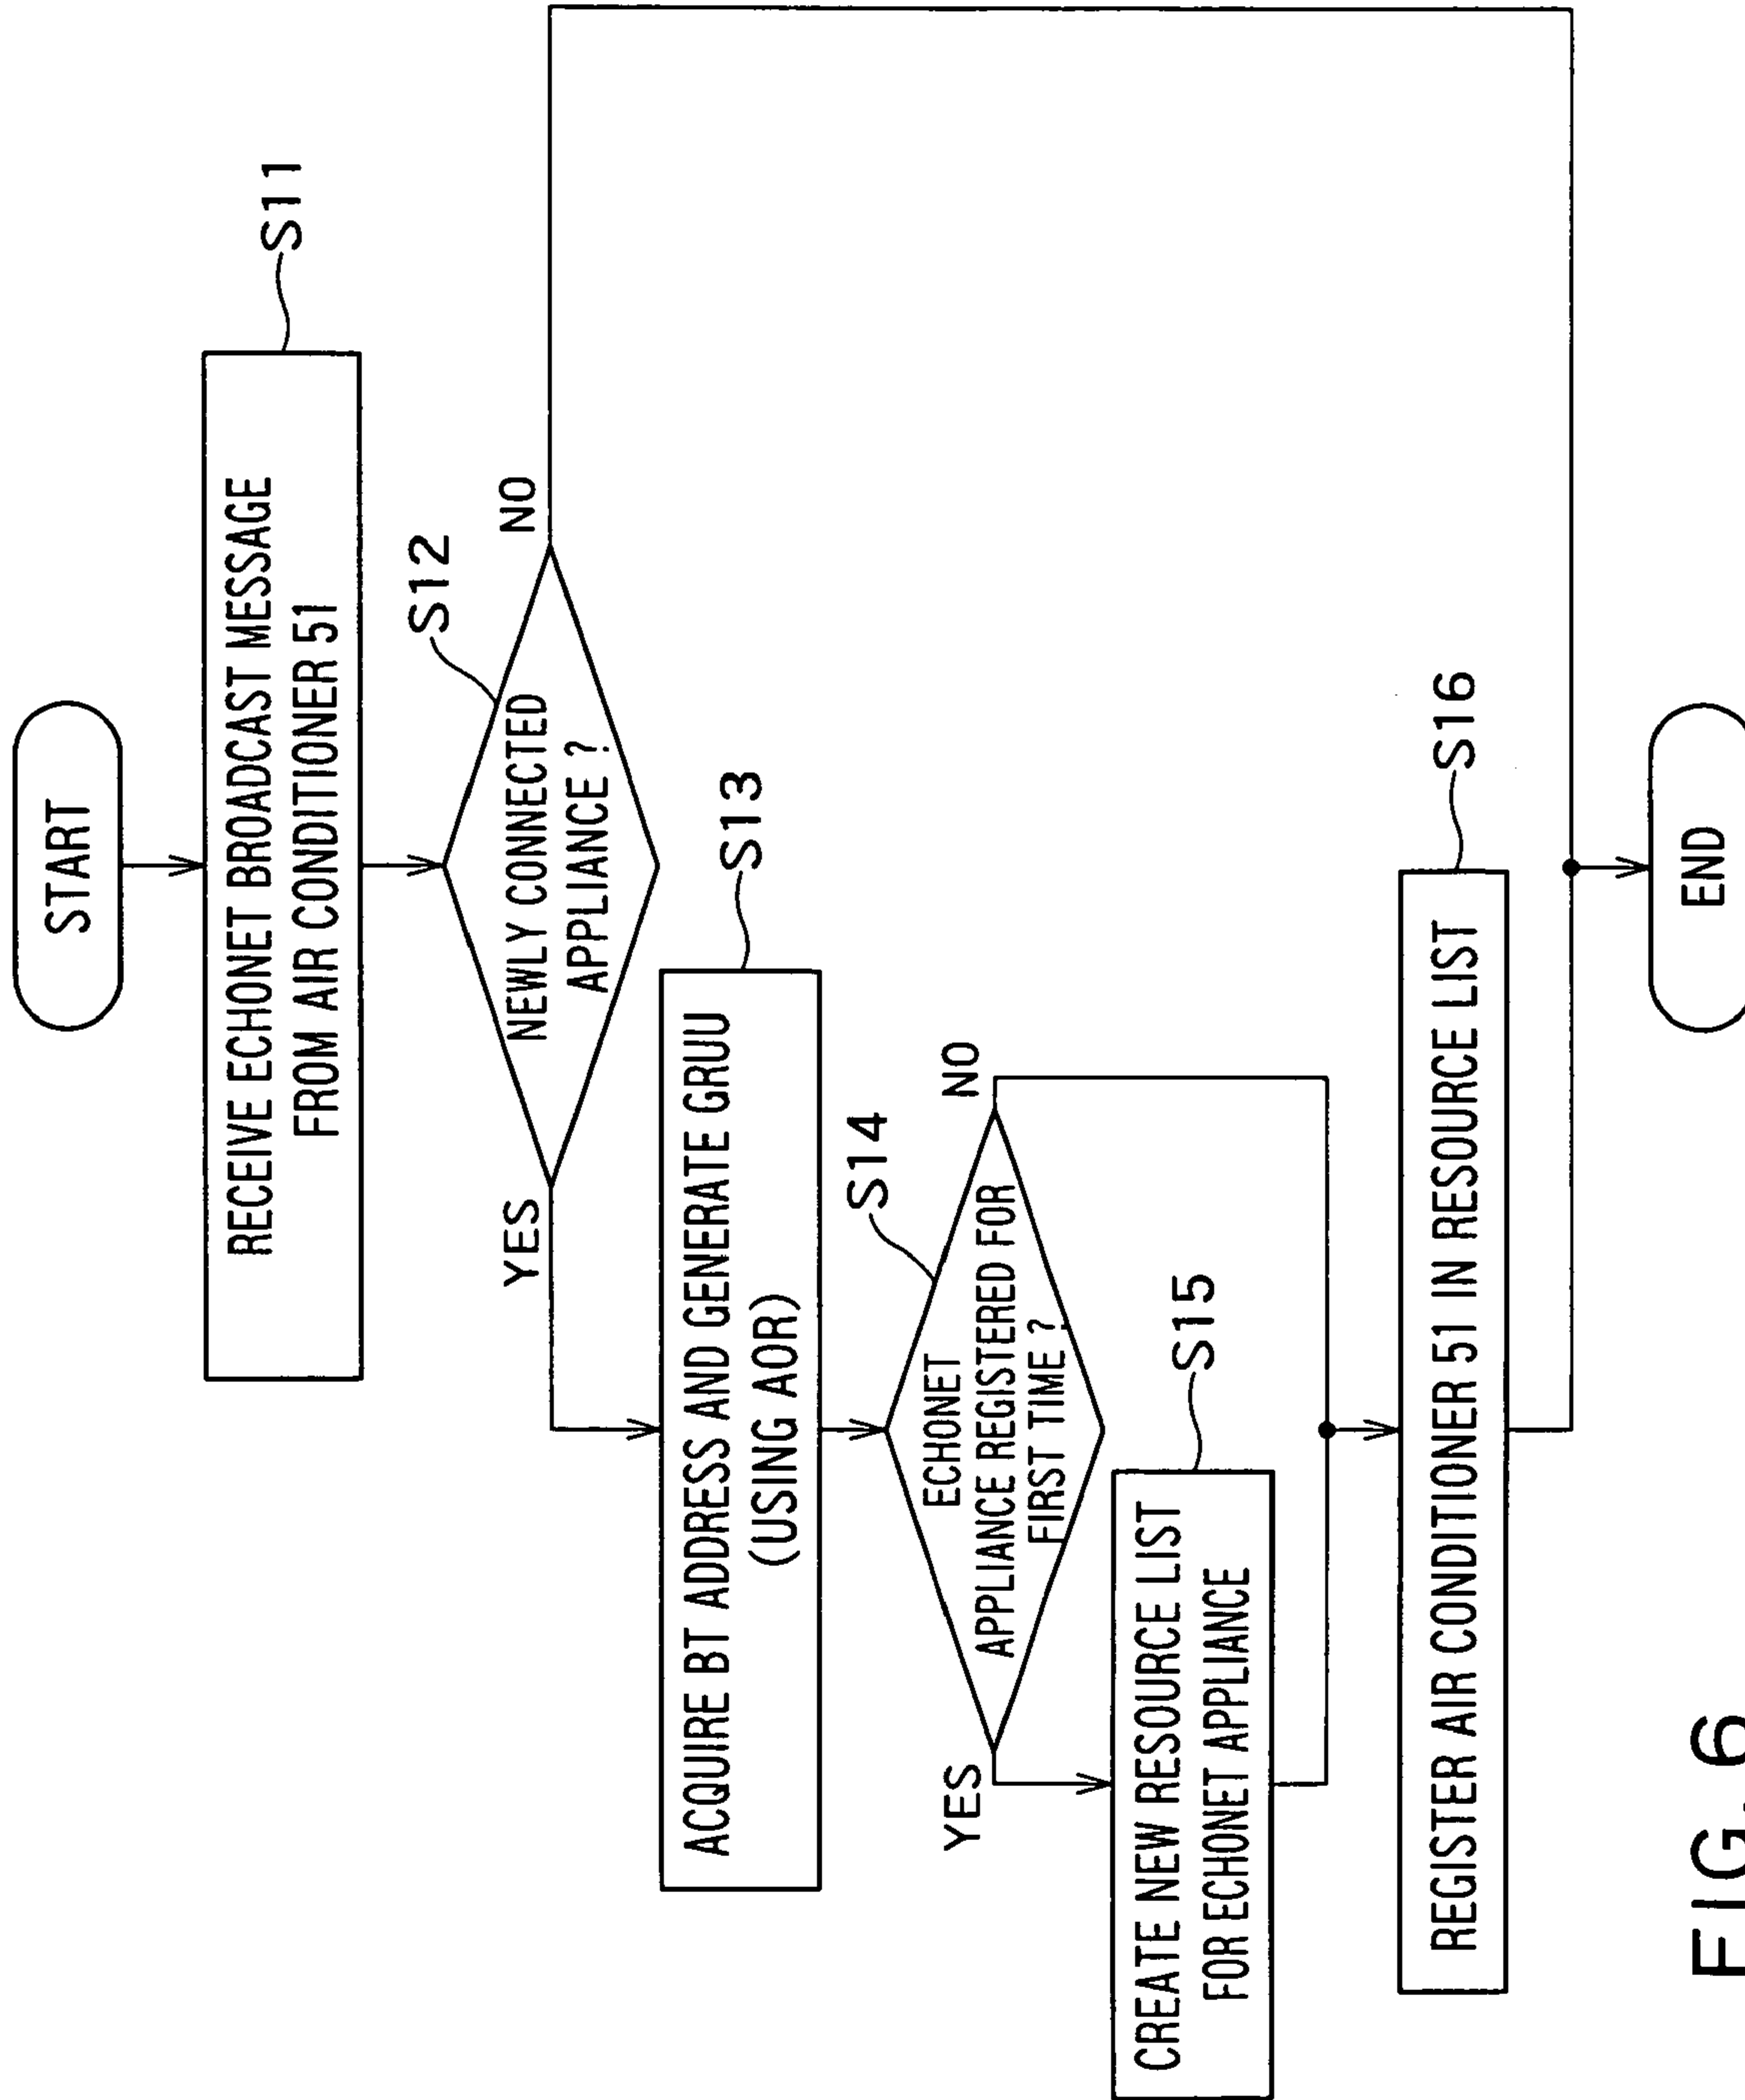 START
RECEIVE ECHONET BROADCAST MESSAGE
FROM AIR CONDITIONER 51
S11
NEWLY CONNECTED
APPLIANCE ?
S12
NO
YES
ACQUIRE BT ADDRESS AND GENERATE GRUU
(USING AOR)
S13
ECHONET
APPLIANCE REGISTERED FOR
FIRST TIME ?
S14
NO
YES
CREATE NEW RESOURCE LIST
FOR ECHONET APPLIANCE
S15
REGISTER AIR CONDITIONER 51 IN RESOURCE LIST
S16
END
FIG. 6